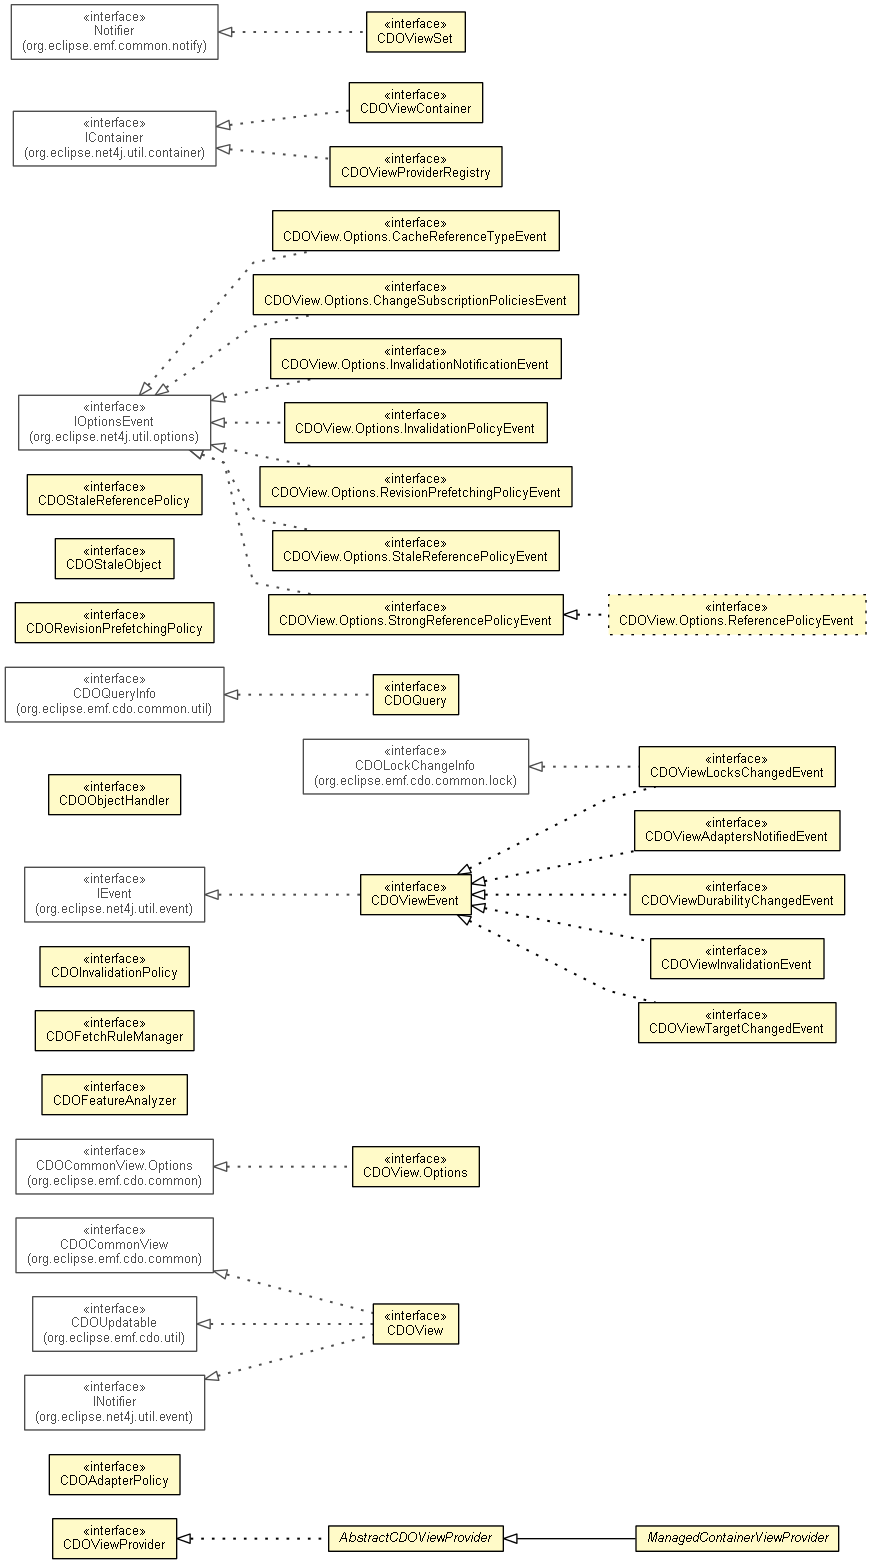 «interface»
Notifier
(org.eclipse.emf.common.notify)
«interface»
CDOViewSet
«interface»
IContainer
(org.eclipse.net4j.util.container)
«interface»
CDOViewContainer
«interface»
CDOViewProviderRegistry
«interface»
CDOView.Options.CacheReferenceTypeEvent
«interface»
CDOView.Options.ChangeSubscriptionPoliciesEvent
«interface»
CDOView.Options.InvalidationNotificationEvent
«interface»
IOptionsEvent
(org.eclipse.net4j.util.options)
«interface»
CDOView.Options.InvalidationPolicyEvent
«interface»
CDOStaleReferencePolicy
«interface»
CDOView.Options.RevisionPrefetchingPolicyEvent
«interface»
CDOStaleObject
«interface»
CDOView.Options.StaleReferencePolicyEvent
«interface»
CDORevisionPrefetchingPolicy
«interface»
CDOView.Options.StrongReferencePolicyEvent
«interface»
CDOView.Options.ReferencePolicyEvent
«interface»
CDOQueryInfo
(org.eclipse.emf.cdo.common.util)
«interface»
CDOQuery
«interface»
CDOLockChangeInfo
(org.eclipse.emf.cdo.common.lock)
«interface»
CDOViewLocksChangedEvent
«interface»
CDOObjectHandler
«interface»
CDOViewAdaptersNotifiedEvent
«interface»
IEvent
(org.eclipse.net4j.util.event)
«interface»
CDOViewEvent
«interface»
CDOViewDurabilityChangedEvent
«interface»
CDOInvalidationPolicy
«interface»
CDOViewInvalidationEvent
«interface»
CDOFetchRuleManager
«interface»
CDOViewTargetChangedEvent
«interface»
CDOFeatureAnalyzer
«interface»
CDOCommonView.Options
(org.eclipse.emf.cdo.common)
«interface»
CDOView.Options
«interface»
CDOCommonView
(org.eclipse.emf.cdo.common)
«interface»
CDOUpdatable
(org.eclipse.emf.cdo.util)
«interface»
CDOView
«interface»
INotifier
(org.eclipse.net4j.util.event)
«interface»
CDOAdapterPolicy
«interface»
CDOViewProvider
AbstractCDOViewProvider
ManagedContainerViewProvider